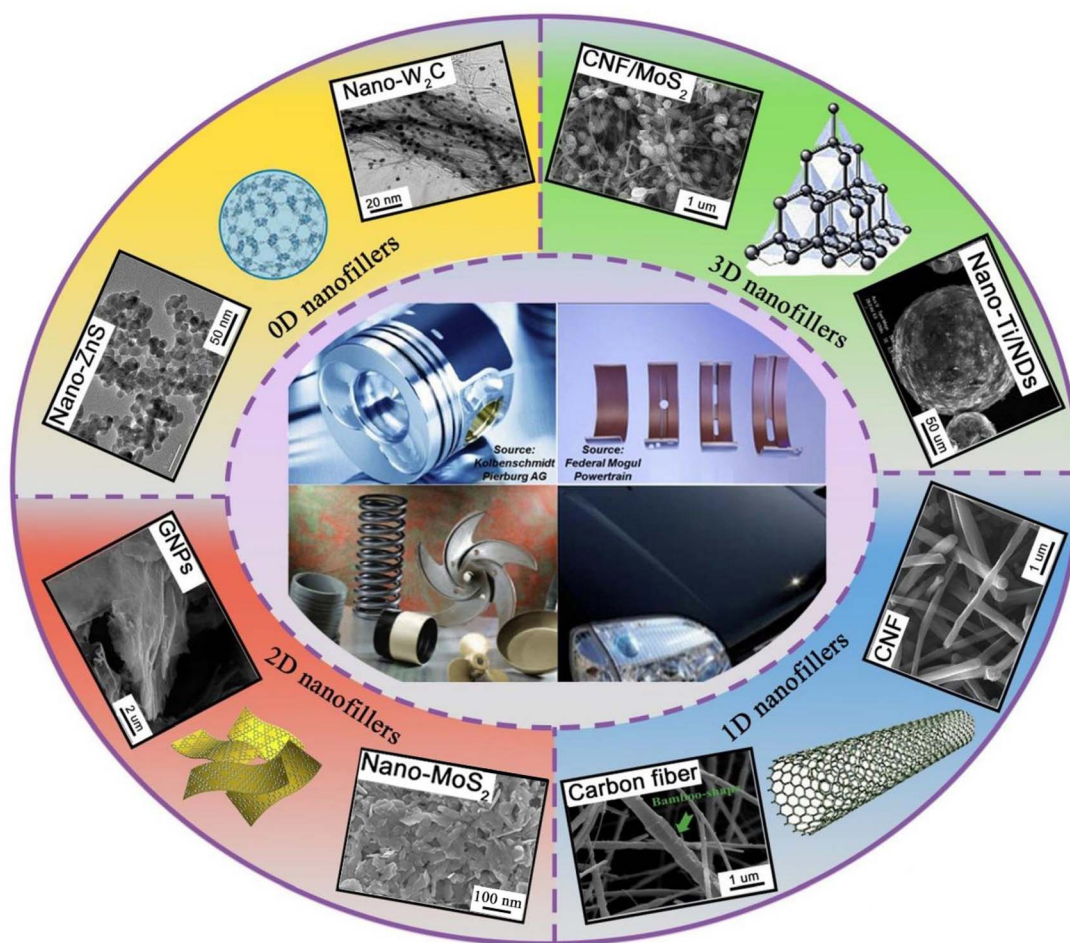 Nano-W₂C
20 nm
0D nanofillers
Nano-ZnS
50 nm
CNF/MoS₂
1 um
3D nanofillers
Nano-Ti/NDs
50 um
Source:
Kolbenschmidt
Pierburg AG
Source:
Federal Mogul
Powertrain
GNPs
2 um
2D nanofillers
Nano-MoS₂
100 nm
CNF
1 um
1D nanofillers
Carbon fiber
Bamboo-shape
1 um